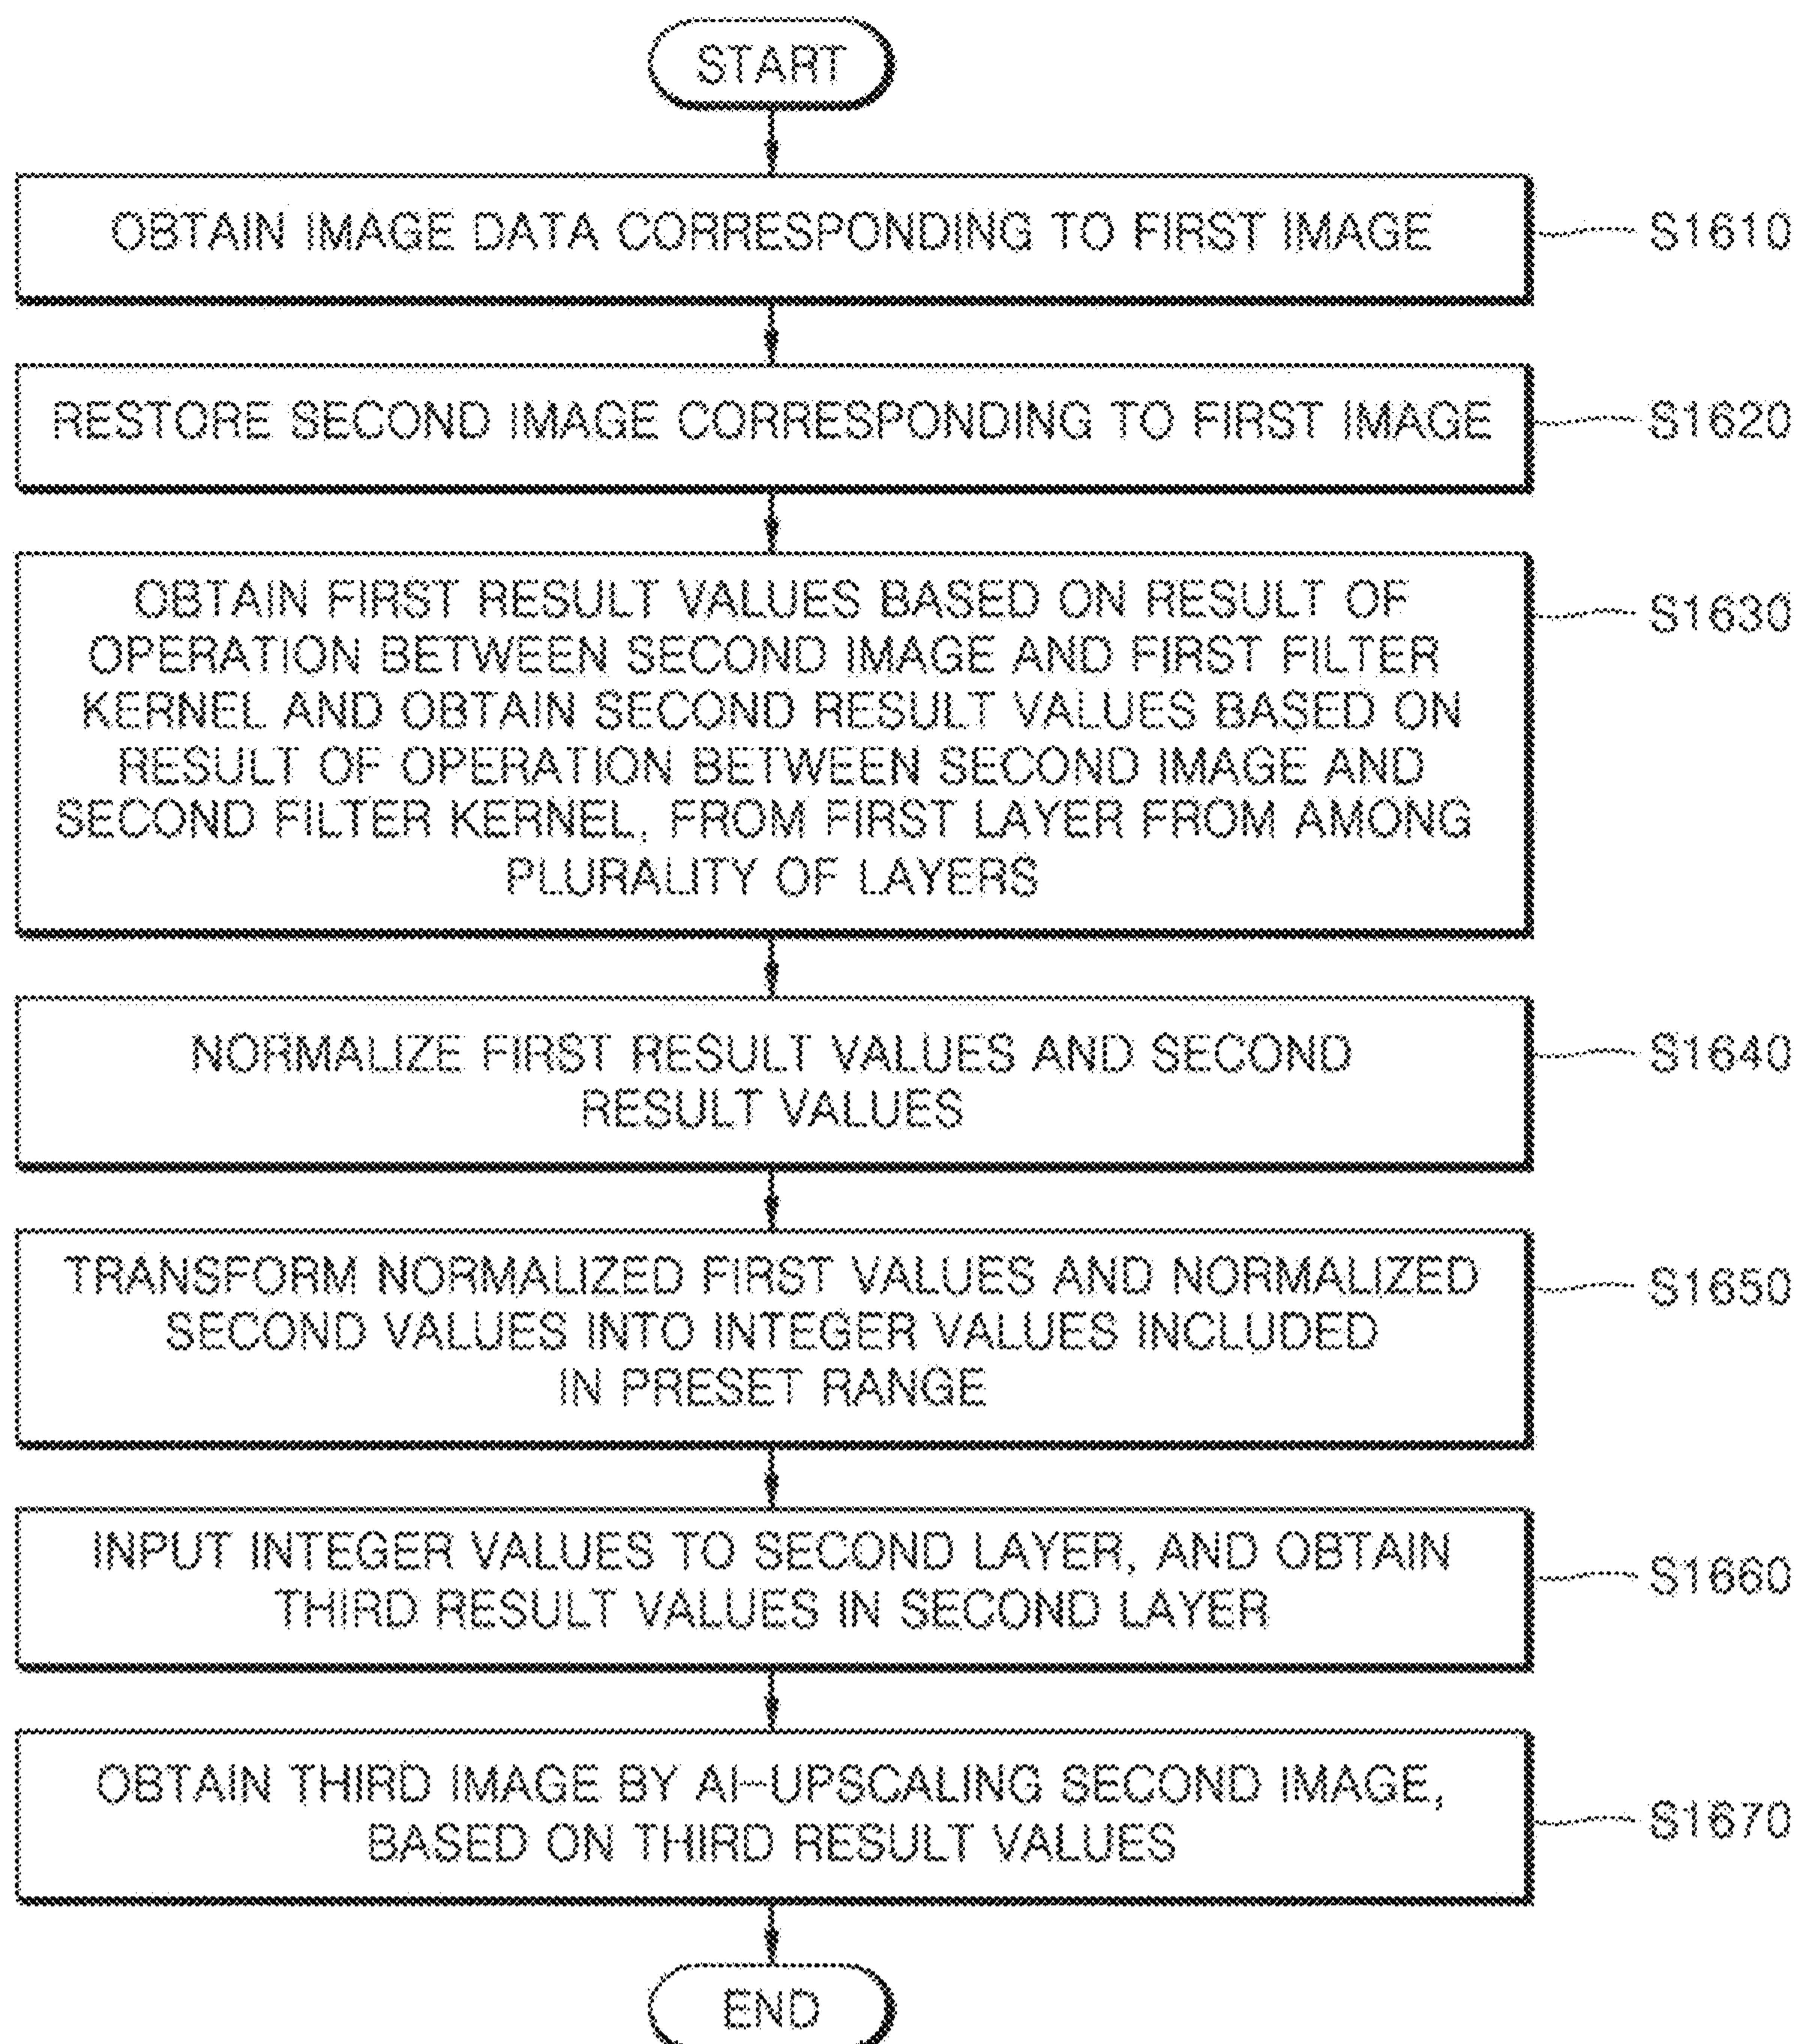 START
OBTAIN IMAGE DATA CORRESPONDING TO FIRST IMAGE
S1610
RESTORE SECOND IMAGE CORRESPONDING TO FIRST IMAGE
S1620
OBTAIN FIRST RESULT VALUES BASED ON RESULT OF
OPERATION BETWEEN SECOND IMAGE AND FIRST FILTER
KERNEL AND OBTAIN SECOND RESULT VALUES BASED ON
RESULT OF OPERATION BETWEEN SECOND IMAGE AND
SECOND FILTER KERNEL, FROM FIRST LAYER FROM AMONG
PLURALITY OF LAYERS
S1630
NORMALIZE FIRST RESULT VALUES AND SECOND
RESULT VALUES
S1640
TRANSFORM NORMALIZED FIRST VALUES AND NORMALIZED
SECOND VALUES INTO INTEGER VALUES INCLUDED
IN PRESET RANGE
S1650
INPUT INTEGER VALUES TO SECOND LAYER, AND OBTAIN
THIRD RESULT VALUES IN SECOND LAYER
S1660
OBTAIN THIRD IMAGE BY AI-UPSCALING SECOND IMAGE,
BASED ON THIRD RESULT VALUES
S1670
END